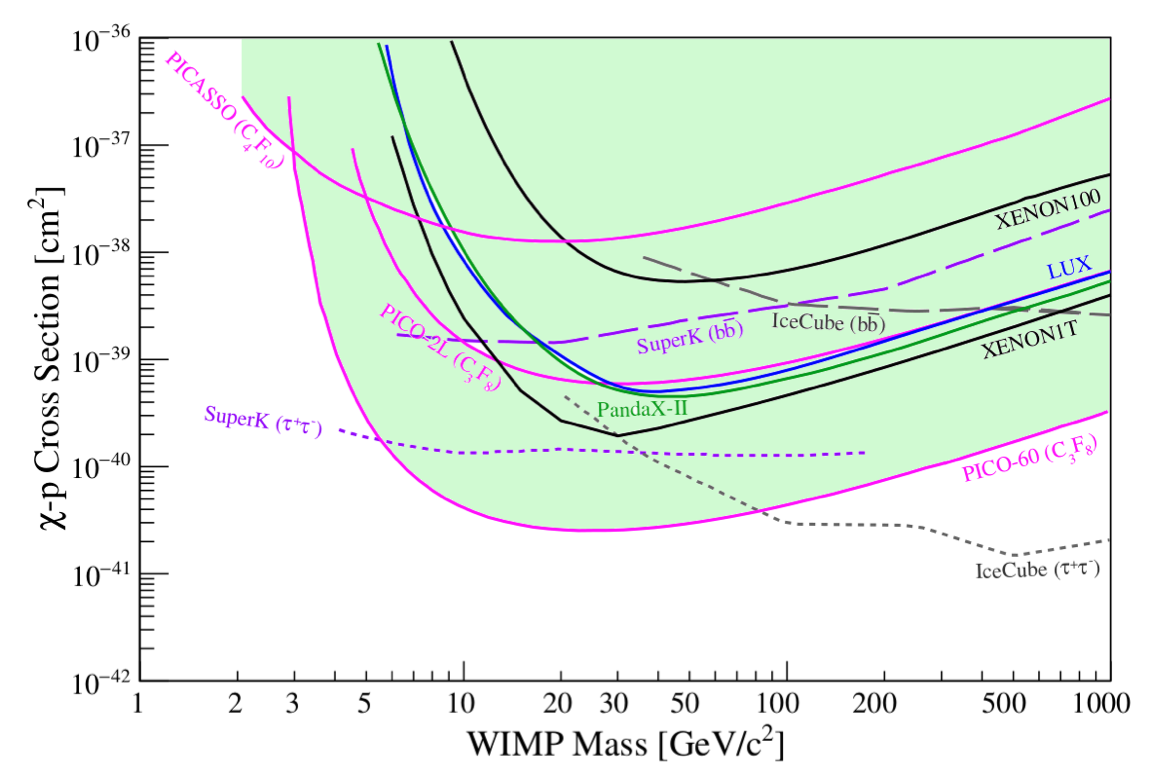 10⁻³⁶
PICASSO (C₄F₁₀)
10⁻³⁷
XENON100
10⁻³⁸
LUX
PICO-2L (C₃F₈)
IceCube (bb̅)
SuperK (bb̅)
XENON1T
10⁻³⁹
PandaX-II
SuperK (τ⁺τ⁻)
PICO-60 (C₃F₈)
10⁻⁴⁰
IceCube (τ⁺τ⁻)
10⁻⁴¹
10⁻⁴²
χ-p Cross Section [cm²]
1 2 3 5 10 20 30 50 100 200 500 1000
WIMP Mass [GeV/c²]